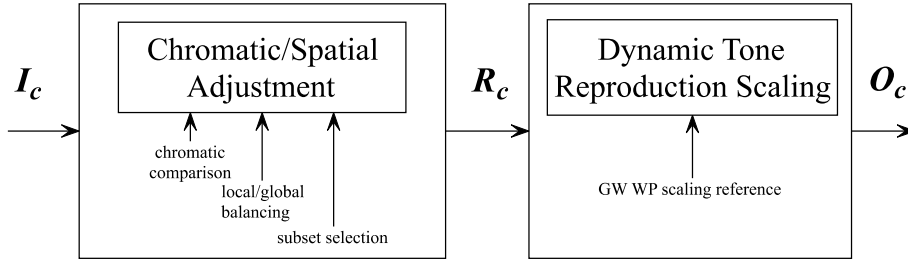 I_c
Chromatic/Spatial
Adjustment
chromatic
comparison
local/global
balancing
subset selection
R_c
Dynamic Tone
Reproduction Scaling
GW WP scaling reference
O_c